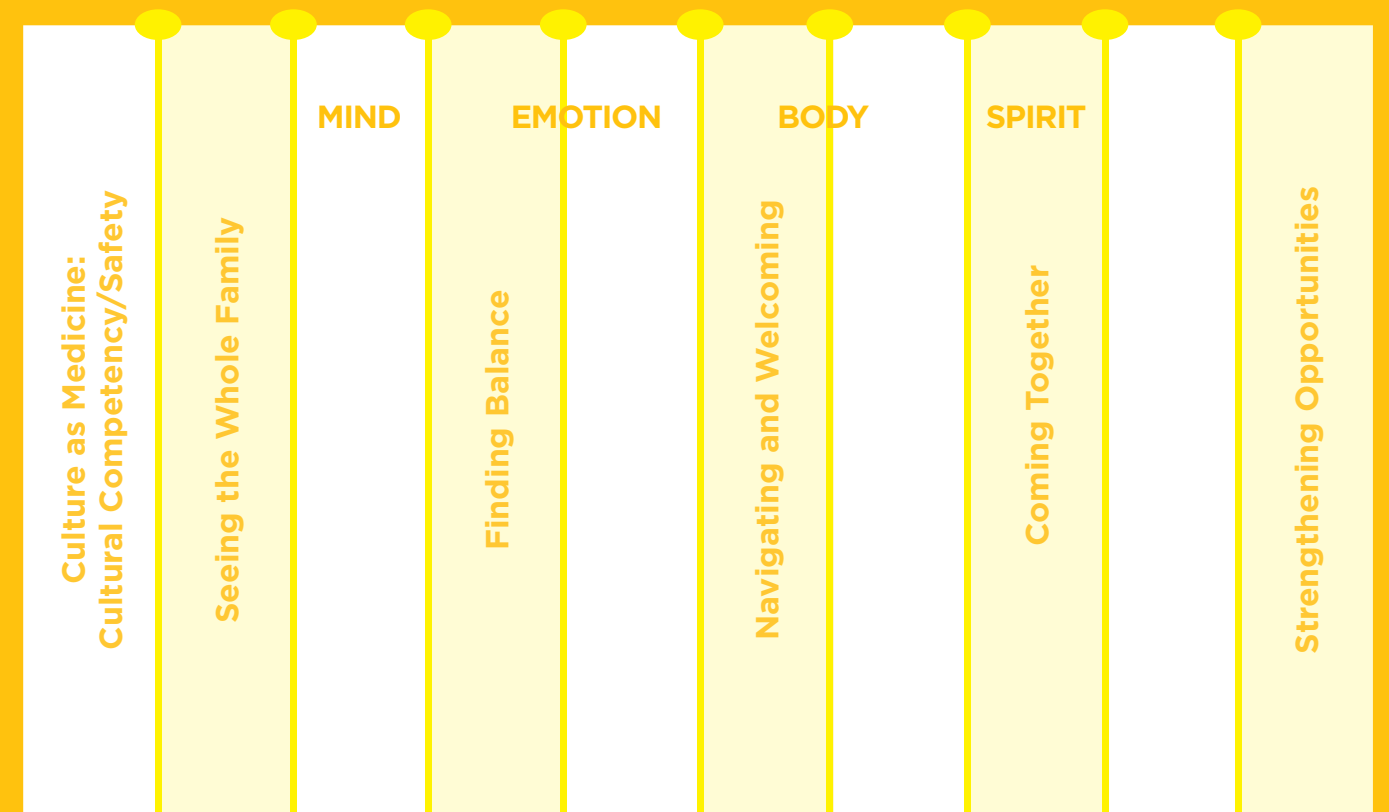 MIND
EMOTION
BODY
SPIRIT
Culture as Medicine:
Cultural Competency/Safety
Seeing the Whole Family
Finding Balance
Navigating and Welcoming
Coming Together
Strengthening Opportunities